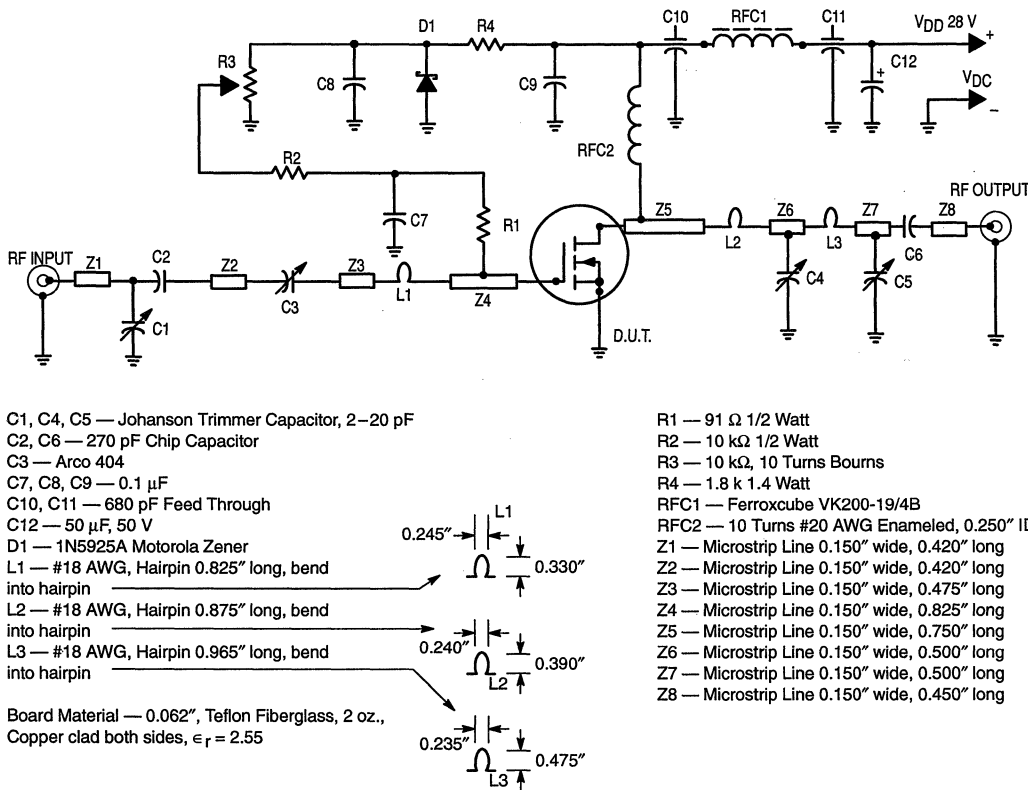 D1
R4
C10
RFC1
C11
VDD 28 V
+
R3
C8
C9
C12
+
VDC
–
RFC2
R2
C7
R1
RF OUTPUT
Z5
L2
Z6
L3
Z7
C6
Z8
RF INPUT
Z1
C2
Z2
C3
Z3
L1
Z4
C4
C5
C1
D.U.T.
C1, C4, C5 — Johanson Trimmer Capacitor, 2–20 pF
C2, C6 — 270 pF Chip Capacitor
C3 — Arco 404
C7, C8, C9 — 0.1 μF
C10, C11 — 680 pF Feed Through
C12 — 50 μF, 50 V
D1 — 1N5925A Motorola Zener
L1 — #18 AWG, Hairpin 0.825″ long, bend
into hairpin
L2 — #18 AWG, Hairpin 0.875″ long, bend
into hairpin
L3 — #18 AWG, Hairpin 0.965″ long, bend
into hairpin
Board Material — 0.062″, Teflon Fiberglass, 2 oz.,
Copper clad both sides, ϵr = 2.55
L1
0.245″
0.330″
0.240″
0.390″
L2
0.235″
0.475″
L3
R1 — 91 Ω 1/2 Watt
R2 — 10 kΩ 1/2 Watt
R3 — 10 kΩ, 10 Turns Bourns
R4 — 1.8 k 1.4 Watt
RFC1 — Ferroxcube VK200-19/4B
RFC2 — 10 Turns #20 AWG Enameled, 0.250″
Z1 — Microstrip Line 0.150″ wide, 0.420″ long
Z2 — Microstrip Line 0.150″ wide, 0.420″ long
Z3 — Microstrip Line 0.150″ wide, 0.475″ long
Z4 — Microstrip Line 0.150″ wide, 0.825″ long
Z5 — Microstrip Line 0.150″ wide, 0.750″ long
Z6 — Microstrip Line 0.150″ wide, 0.500″ long
Z7 — Microstrip Line 0.150″ wide, 0.500″ long
Z8 — Microstrip Line 0.150″ wide, 0.450″ long